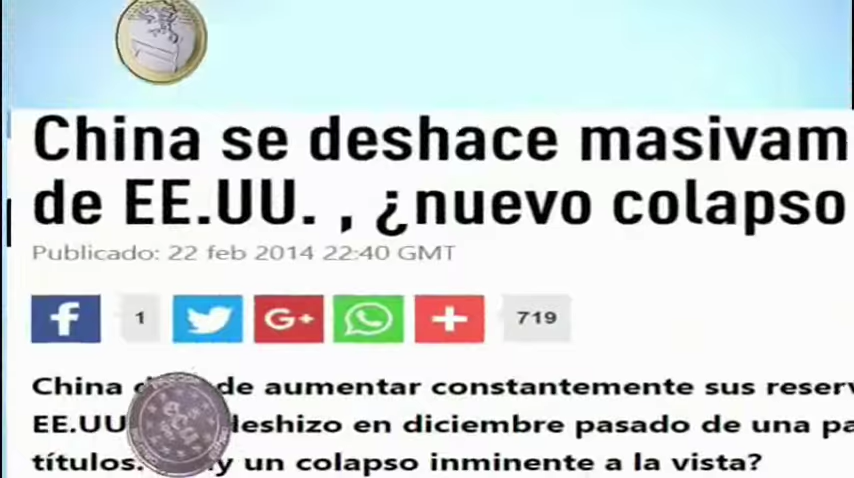 China se deshace masivam
de EE.UU. , ¿nuevo colapso
Publicado: 22 feb 2014 22:40 GMT
f 1 G+ + 719
China de aumentar constantemente sus reserv
EE.UU deshizo en diciembre pasado de una pa
títulos. y un colapso inminente a la vista?